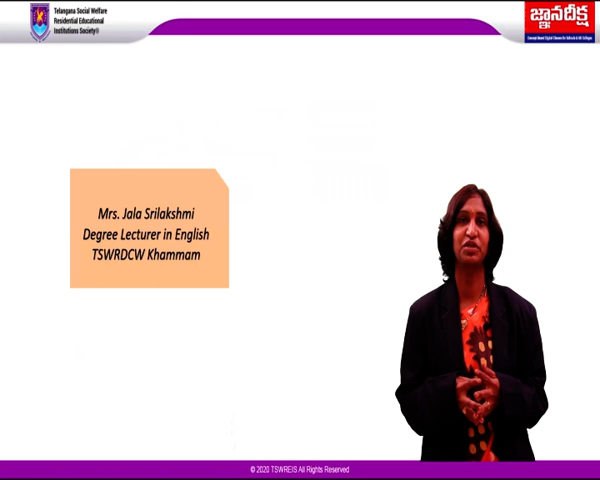 Telangana Social Welfare
Residential Educational
Institutions Society®
జ్ఞానదీక్ష
Mrs. Jala Srilakshmi
Degree Lecturer in English
TSWRDCW Khammam
© 2020 TSWREIS All Rights Reserved